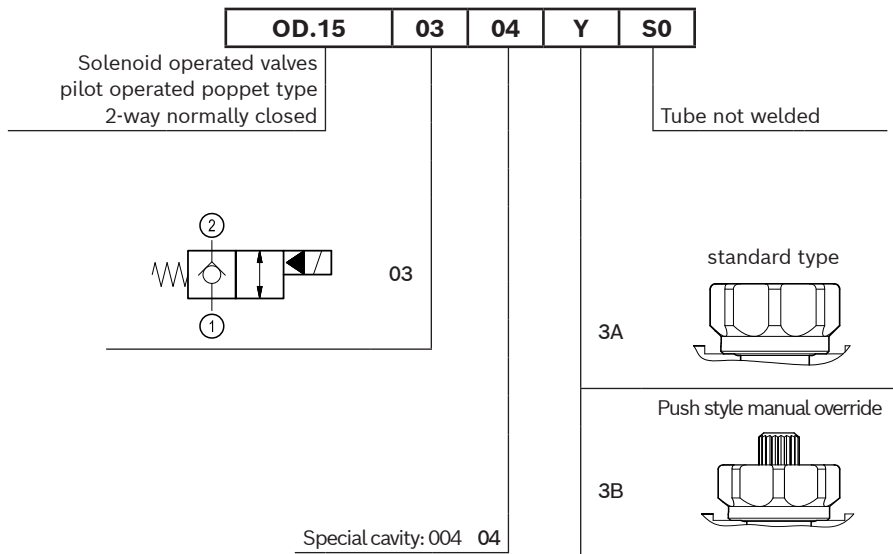 OD.15 03 04 Y S0
Solenoid operated valves
pilot operated poppet type
2-way normally closed
Tube not welded
2
03
1
standard type
3A
Push style manual override
3B
Special cavity: 004 04